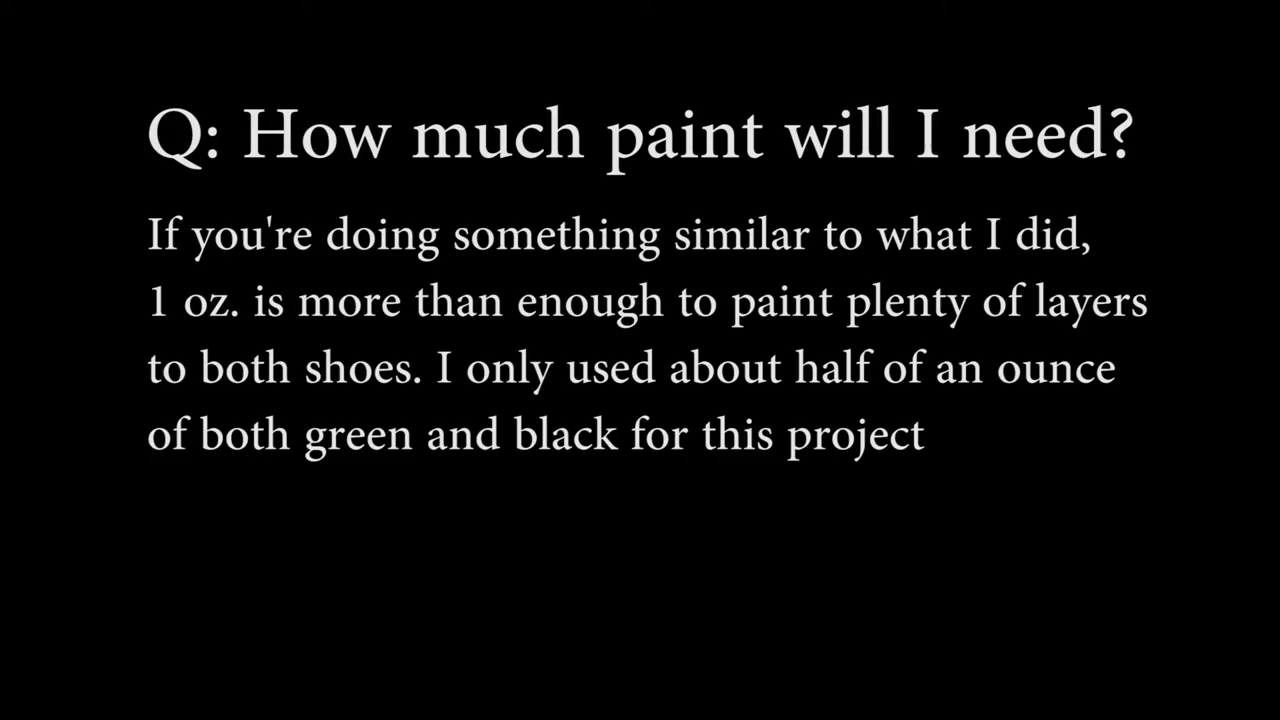 Q: How much paint will I need?
If you're doing something similar to what I did,
1 oz. is more than enough to paint plenty of layers
to both shoes. I only used about half of an ounce
of both green and black for this project